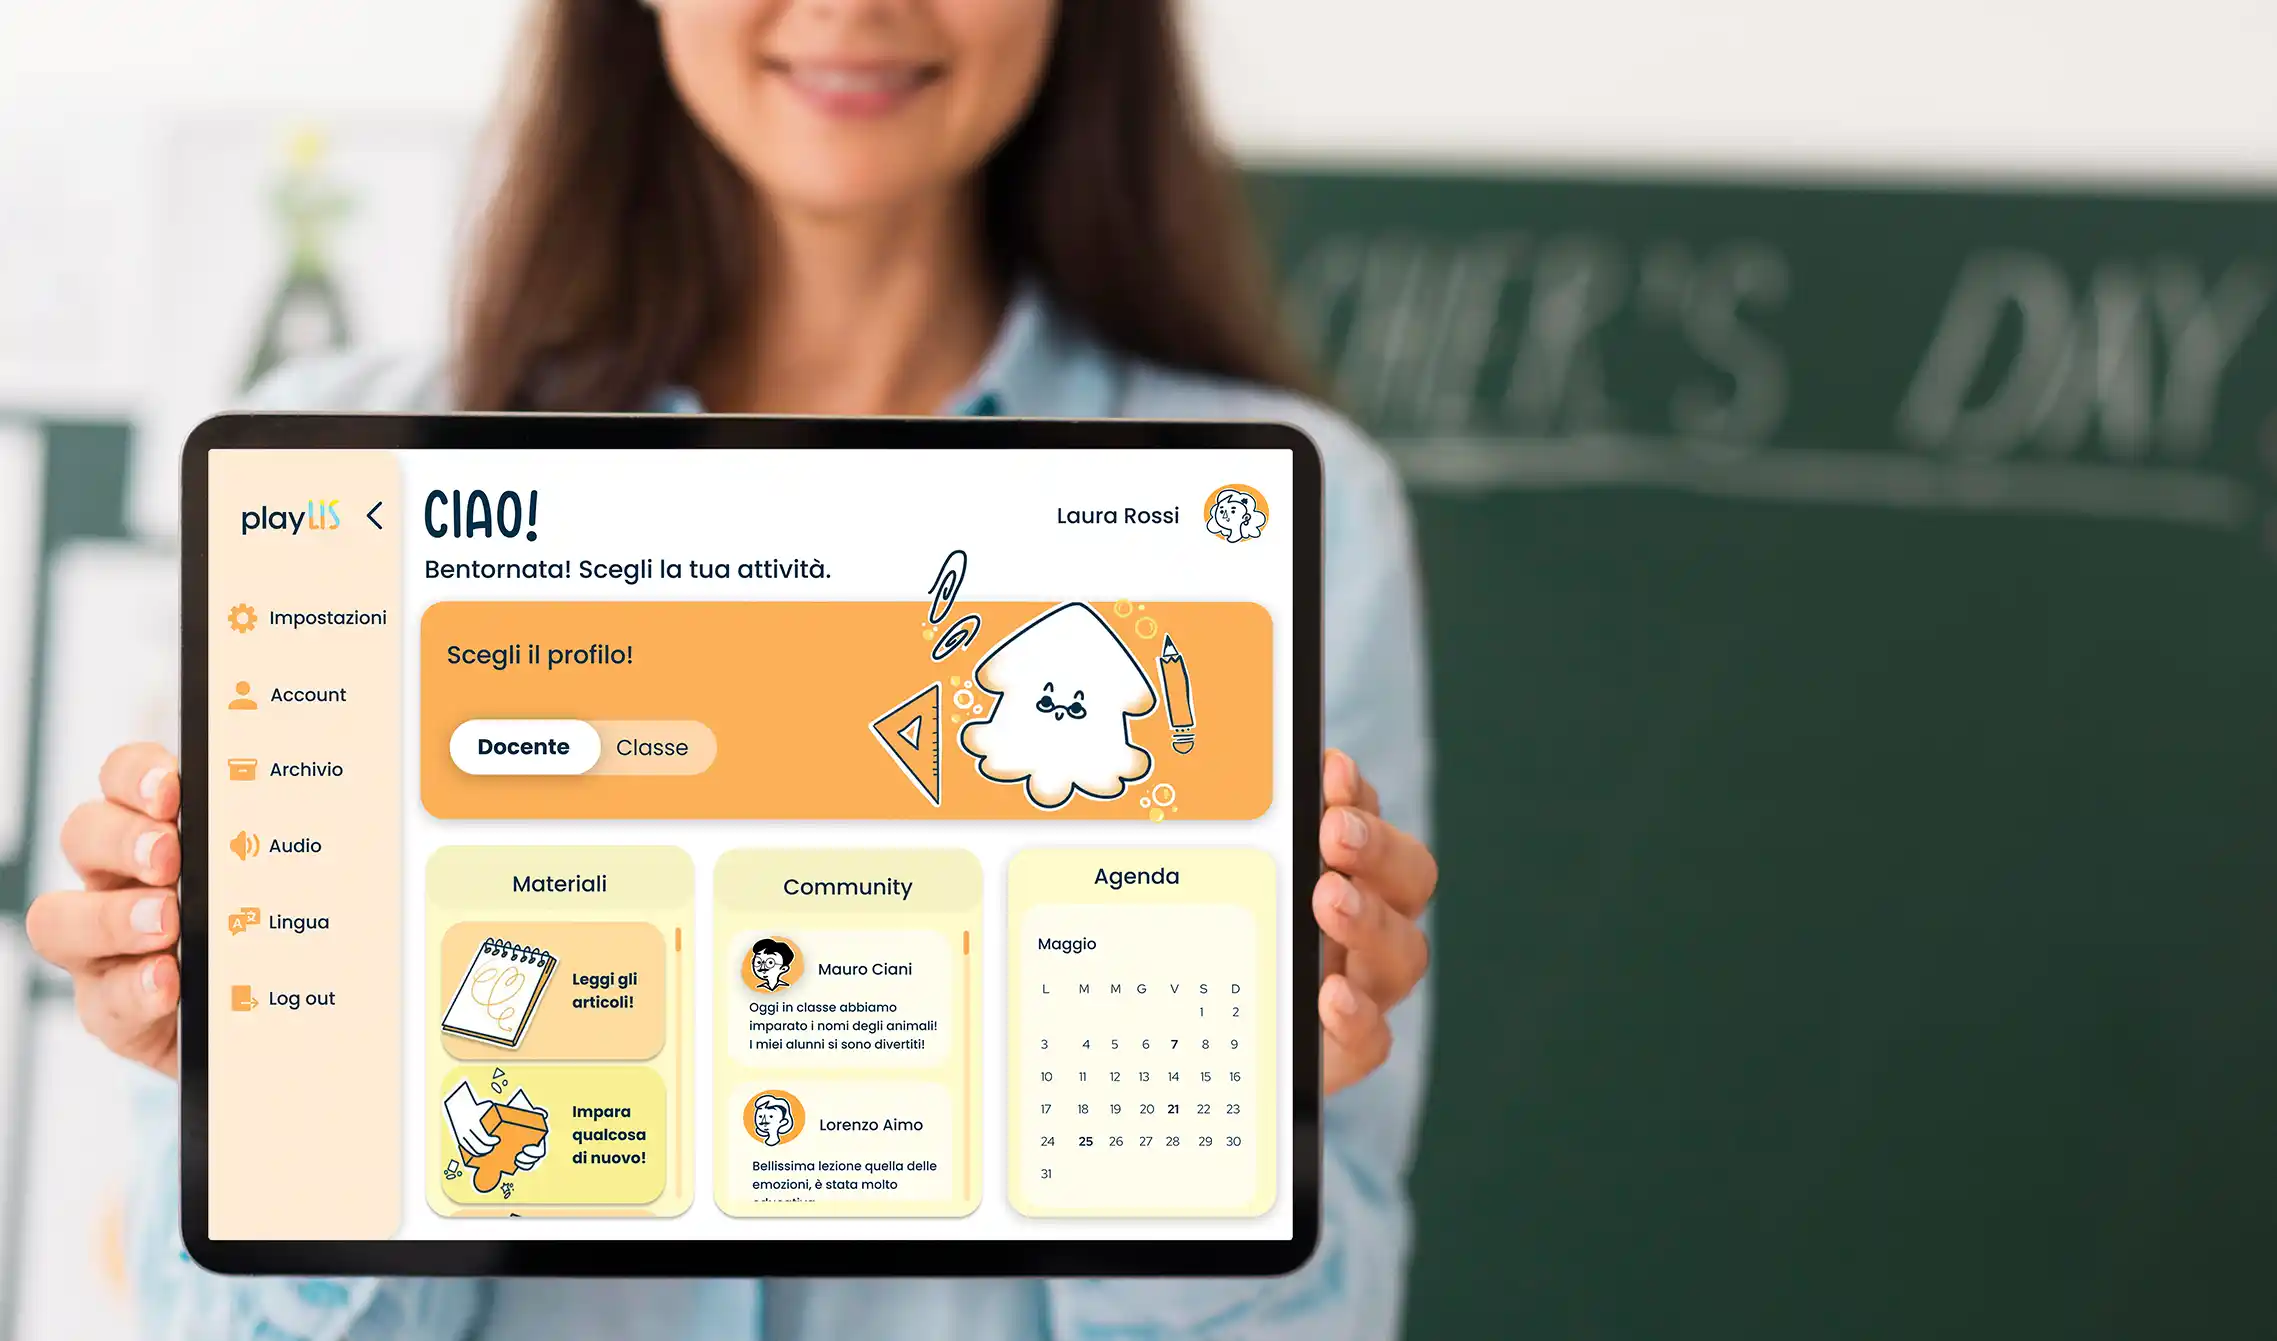 CHER'S DAY
playLIS
Impostazioni
Account
Archivio
Audio
Lingua
Log out
CIAO!
Laura Rossi
Bentornata! Scegli la tua attività.
Scegli il profilo!
Docente Classe
Materiali
Leggi gli
articoli!
Impara
qualcosa
di nuovo!
Community
Mauro Ciani
Oggi in classe abbiamo
imparato i nomi degli animali!
I miei alunni si sono divertiti!
Lorenzo Aimo
Bellissima lezione quella delle
emozioni, è stata molto
Agenda
Maggio
L M M G V S D
1 2
3 4 5 6 7 8 9
10 11 12 13 14 15 16
17 18 19 20 21 22 23
24 25 26 27 28 29 30
31